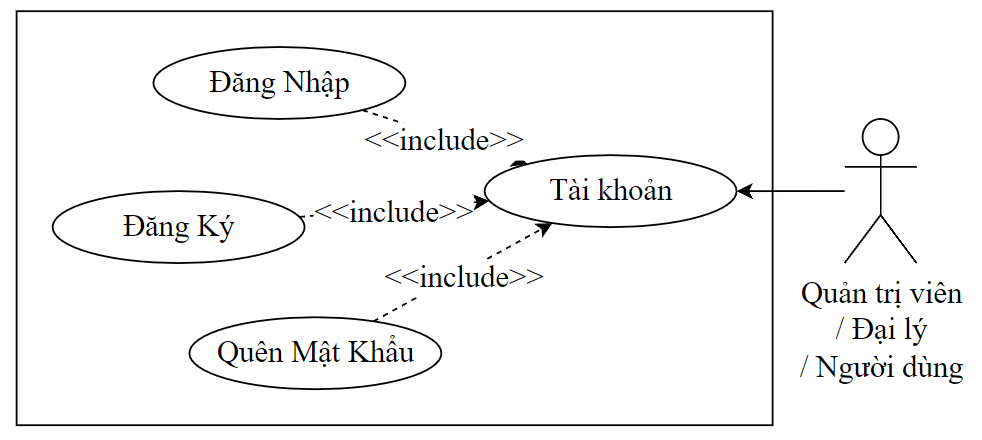 Đăng Nhập
<<include>>
Tài khoản
Đăng Ký
<<include>>
<<include>>
Quên Mật Khẩu
Quản trị viên
/ Đại lý
/ Người dùng